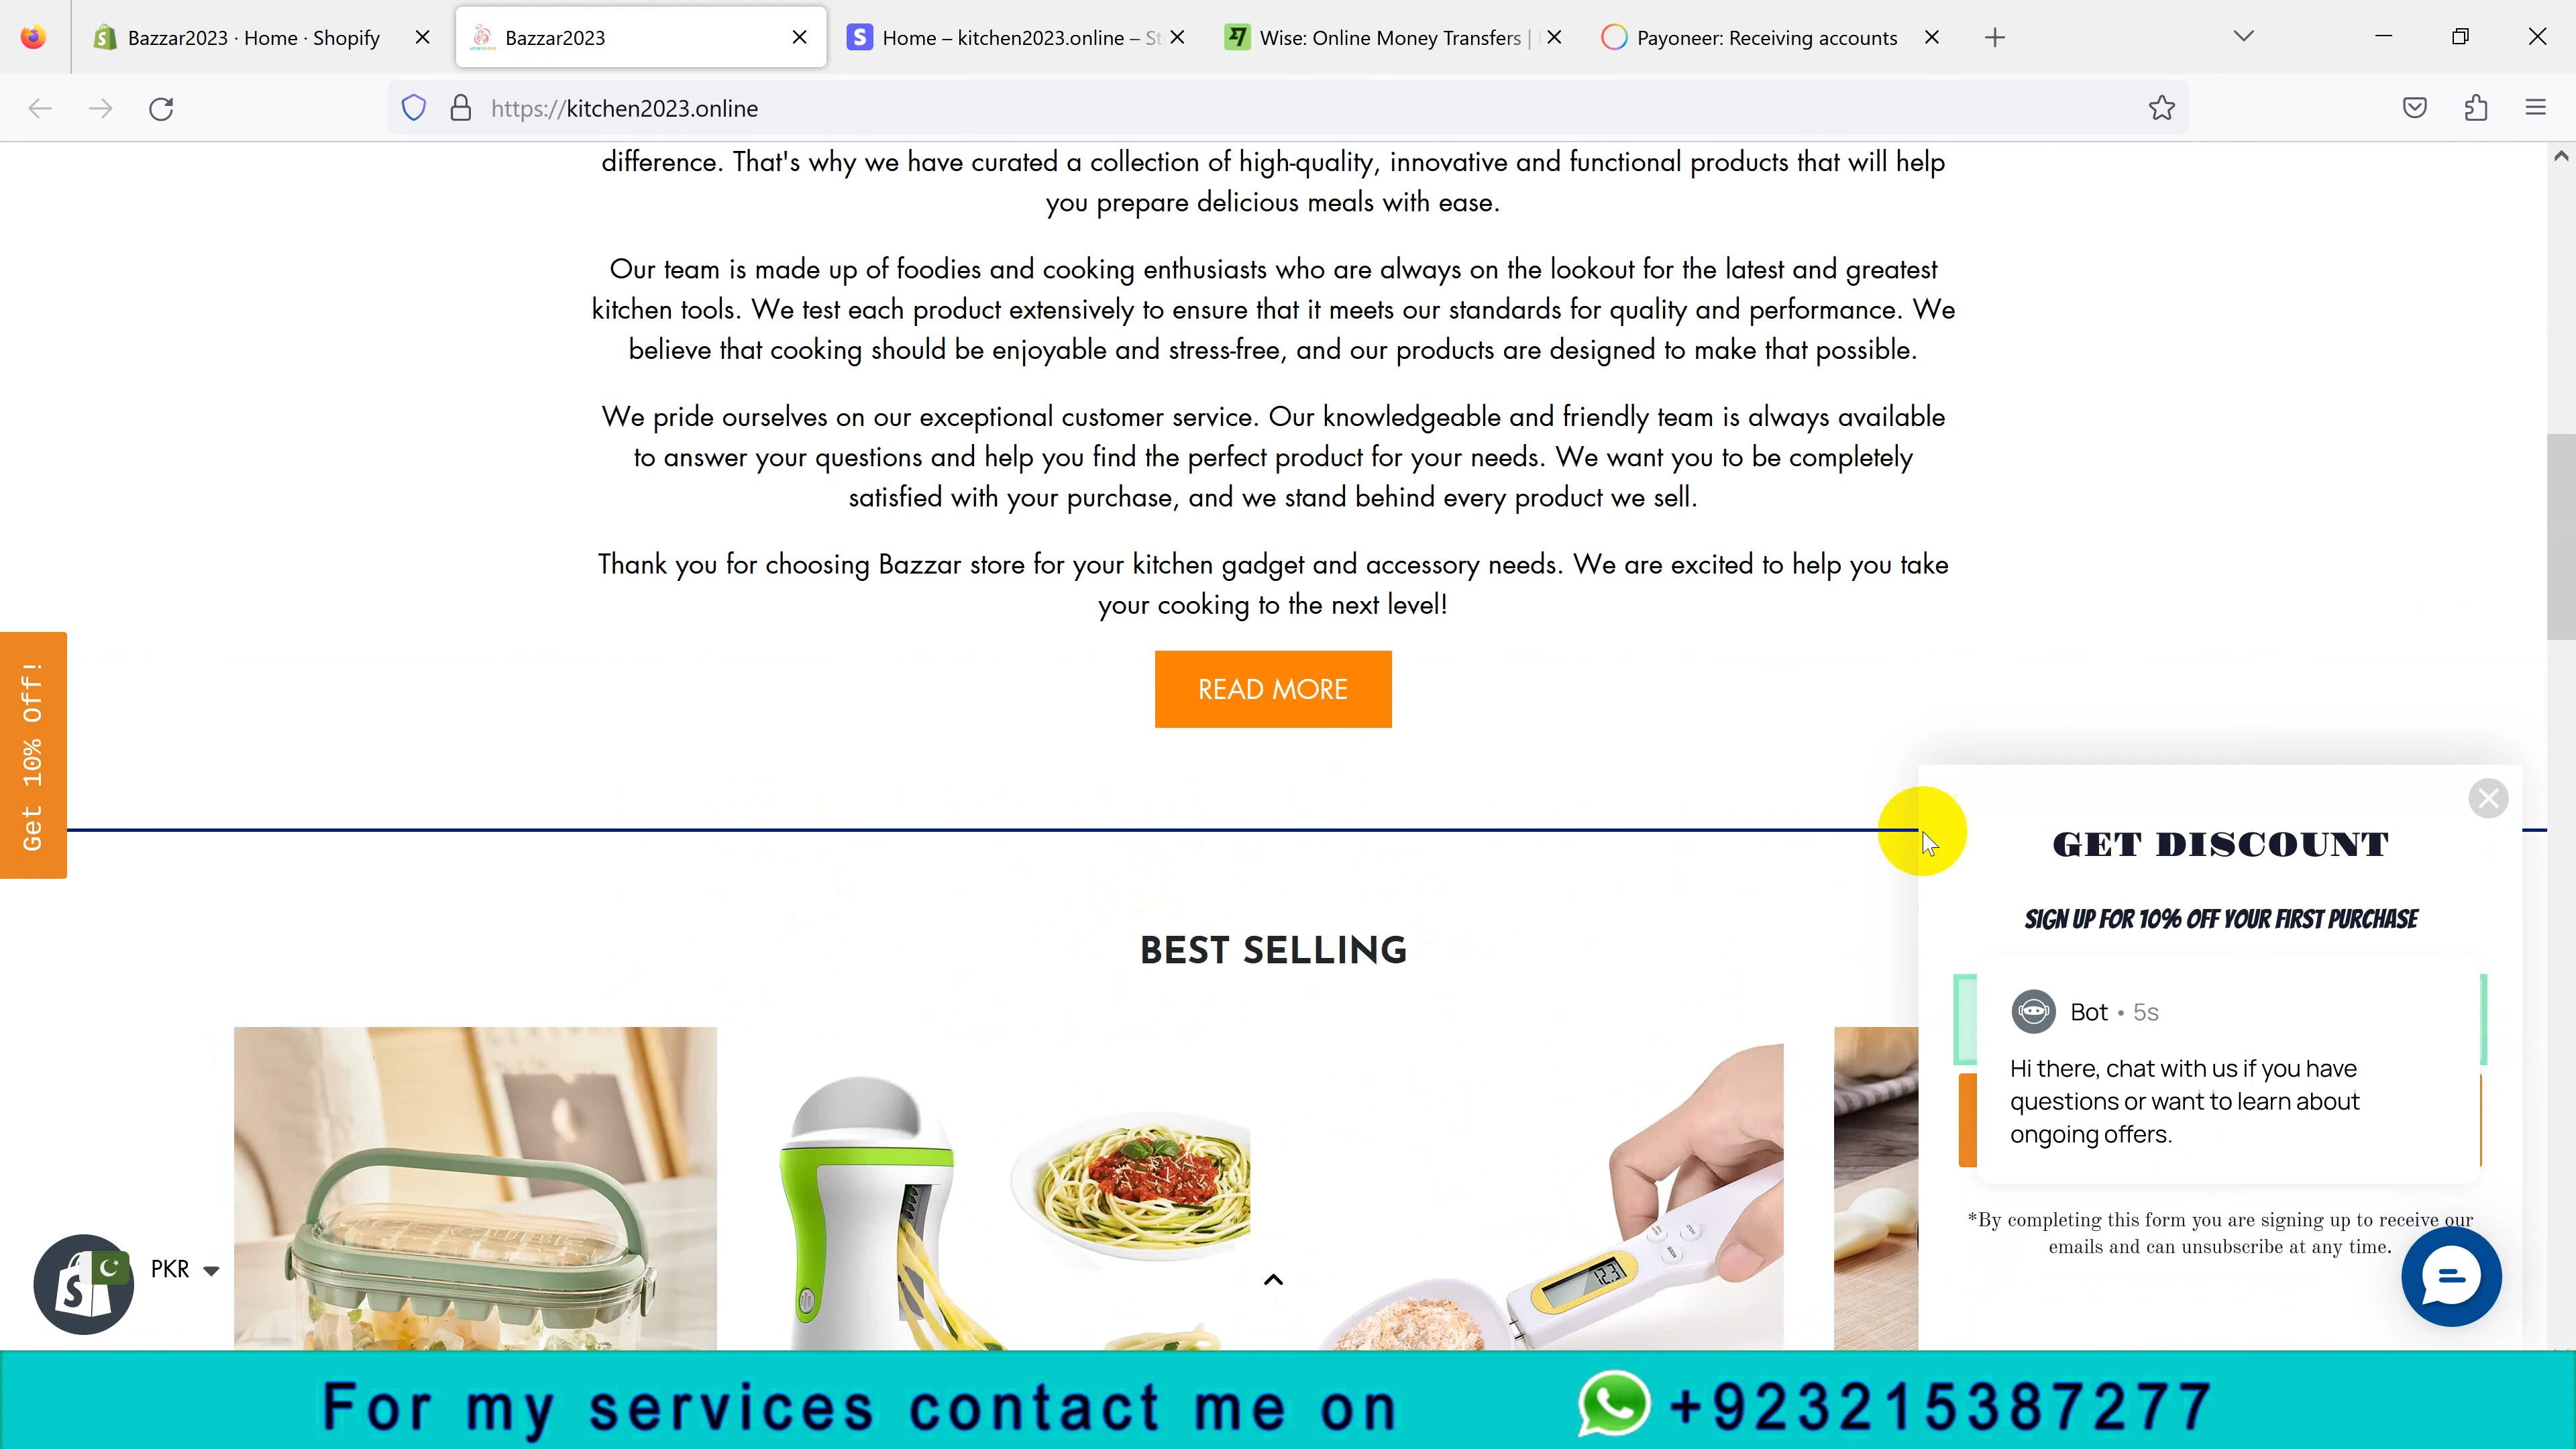 Bazzar2023 · Home · Shopify
Bazzar2023
Home – kitchen2023.online – St
Wise: Online Money Transfers |
Payoneer: Receiving accounts
https://kitchen2023.online
difference. That's why we have curated a collection of high-quality, innovative and functional products that will help
you prepare delicious meals with ease.
Our team is made up of foodies and cooking enthusiasts who are always on the lookout for the latest and greatest
kitchen tools. We test each product extensively to ensure that it meets our standards for quality and performance. We
believe that cooking should be enjoyable and stress-free, and our products are designed to make that possible.
We pride ourselves on our exceptional customer service. Our knowledgeable and friendly team is always available
to answer your questions and help you find the perfect product for your needs. We want you to be completely
satisfied with your purchase, and we stand behind every product we sell.
Thank you for choosing Bazzar store for your kitchen gadget and accessory needs. We are excited to help you take
your cooking to the next level!
READ MORE
Get 10% Off!
GET DISCOUNT
SIGN UP FOR 10% OFF YOUR FIRST PURCHASE
Bot • 5s
Hi there, chat with us if you have
questions or want to learn about
ongoing offers.
*By completing this form you are signing up to receive our
emails and can unsubscribe at any time.
BEST SELLING
PKR
For my services contact me on
+923215387277